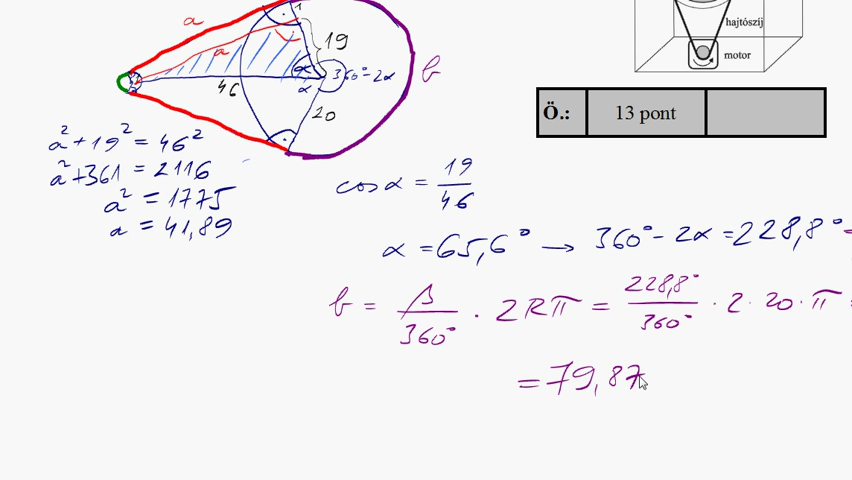 a
1
19
a
α
360°-2α
b
46
α
20
hajtószíj
motor
Ö.: 13 pont
a² + 19² = 46²
a² + 361 = 2116
a² = 1775
a = 41,89
cos α = 19/46
α = 65,6° → 360° - 2α = 228,8° =
b = β/360° · 2Rπ = 228,8°/360° · 2 · 20 · π =
= 79,87